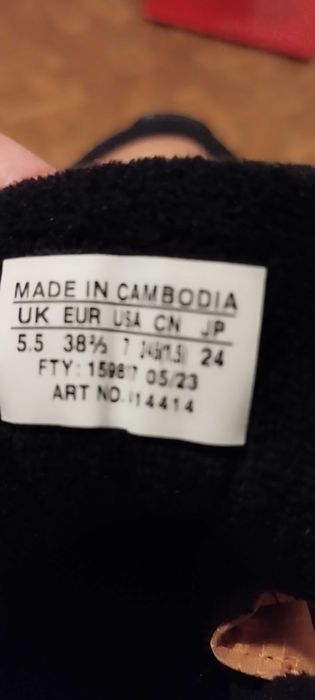 MADE IN CAMBODIA
UK EUR USA CN JP
5.5 38⅔ 7 24
FTY: 05/23
ART NO. 14414